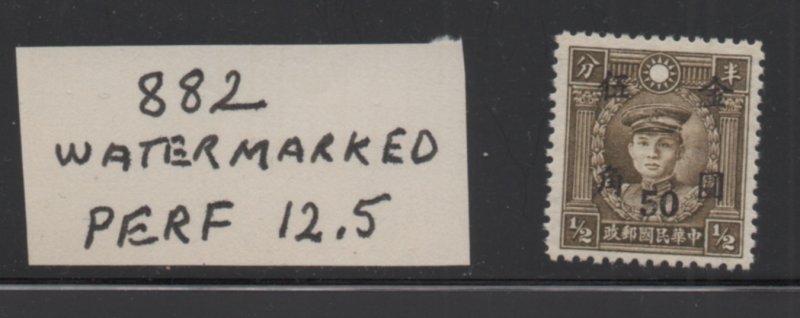 882
WATERMARKED
PERF 12.5
半分
金圓
伍角
50
1/2 1/2
中華民國郵政